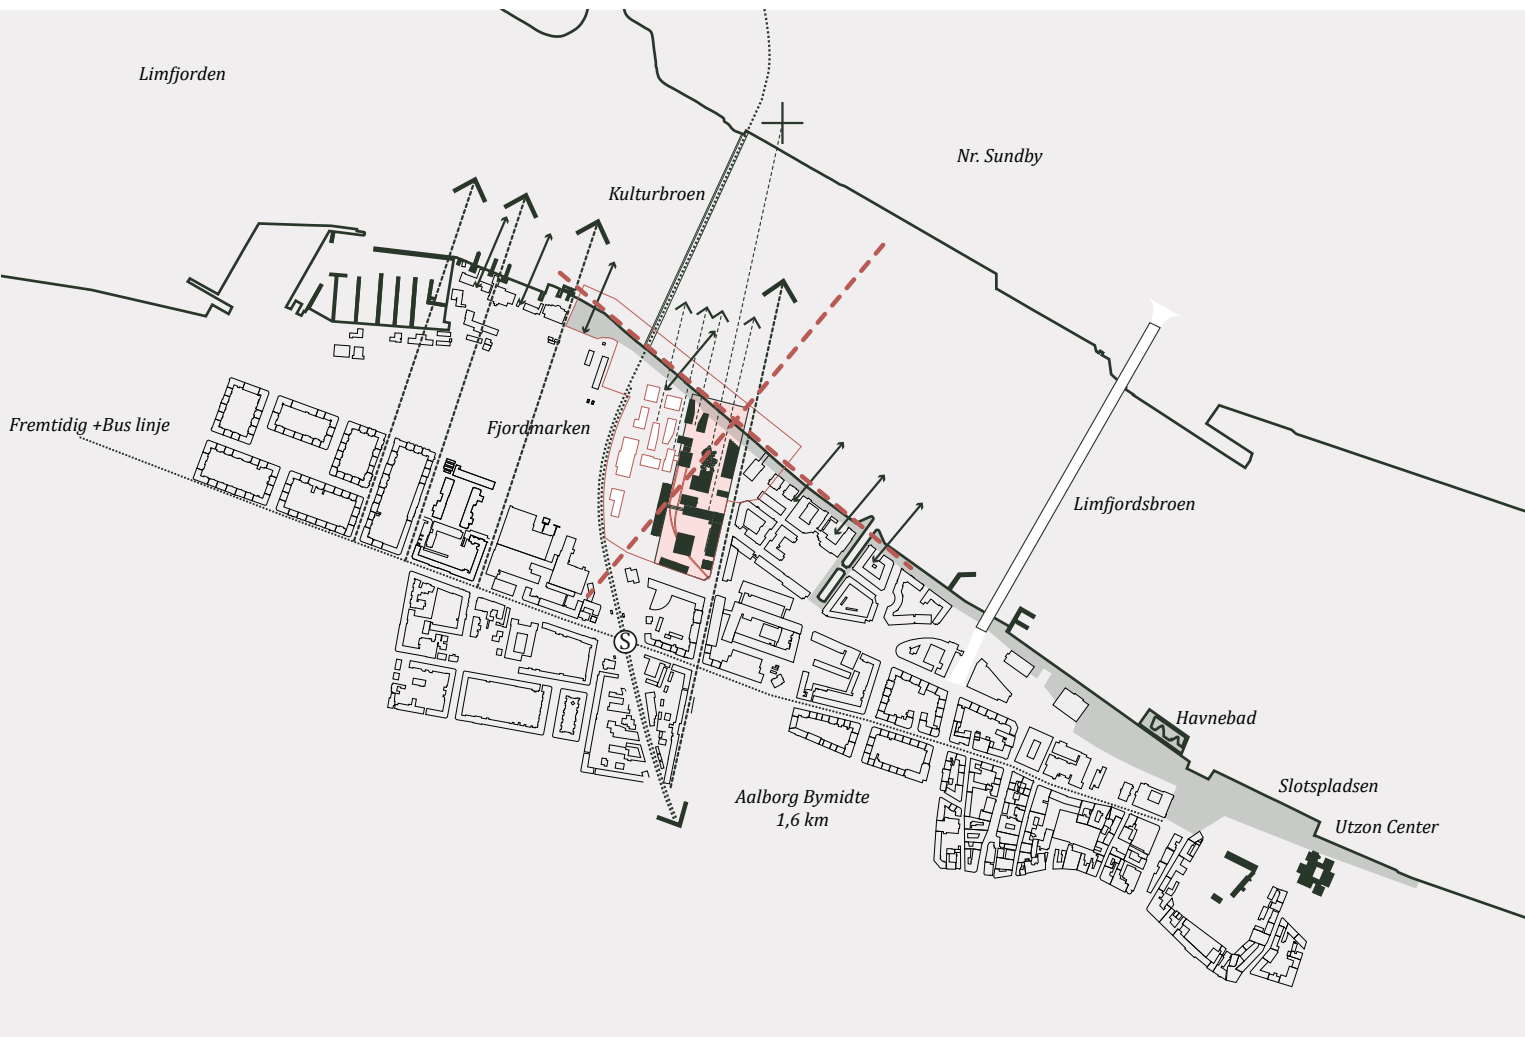 Limfjorden
Nr. Sundby
Kulturbroen
Fremtidig +Bus linje
Fjordmarken
Limfjordsbroen
S
Havnebad
Slotspladsen
Aalborg Bymidte
1,6 km
Utzon Center